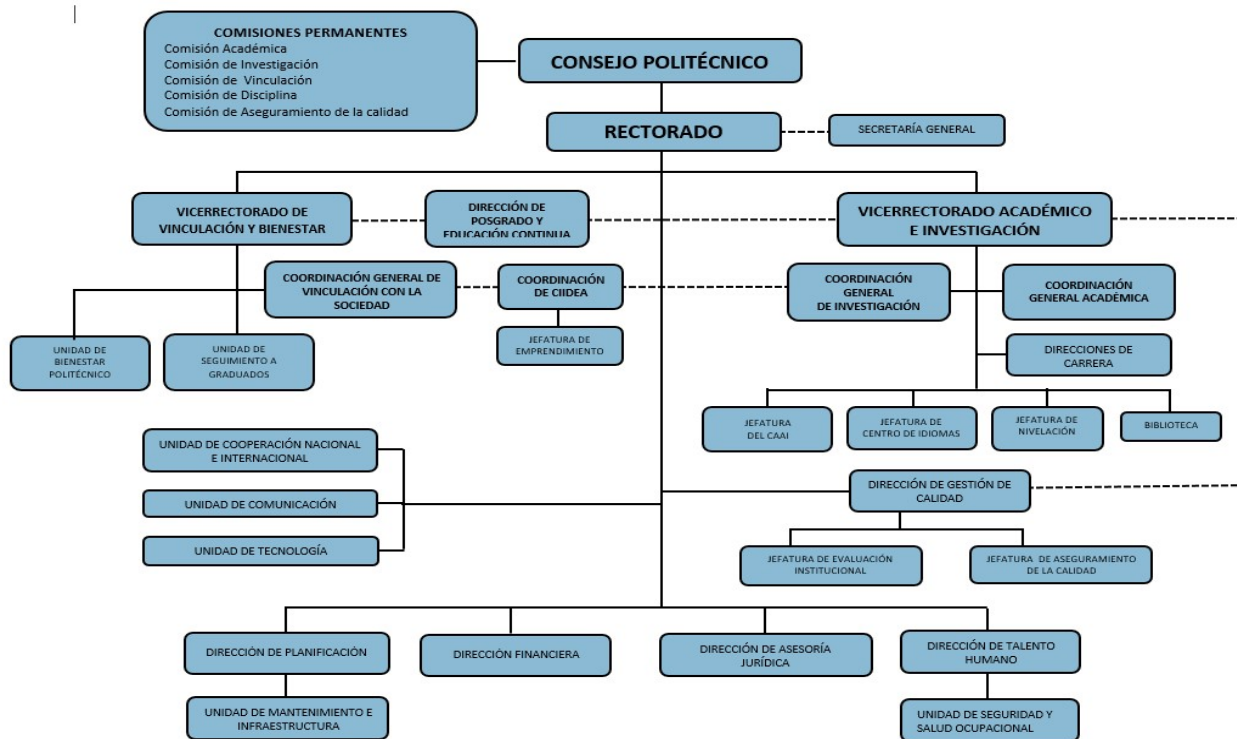 COMISIONES PERMANENTES
Comisión Académica
Comisión de Investigación
Comisión de Vinculación
Comisión de Disciplina
Comisión de Aseguramiento de la calidad
CONSEJO POLITÉCNICO
RECTORADO
SECRETARÍA GENERAL
VICERRECTORADO DE
VINCULACIÓN Y BIENESTAR
DIRECCIÓN DE
POSGRADO Y
EDUCACIÓN CONTINUA
VICERRECTORADO ACADÉMICO
E INVESTIGACIÓN
COORDINACIÓN GENERAL DE
VINCULACIÓN CON LA
SOCIEDAD
COORDINACIÓN
DE CIIDEA
COORDINACIÓN
GENERAL
DE INVESTIGACIÓN
COORDINACIÓN
GENERAL ACADÉMICA
UNIDAD DE
BIENESTAR
POLITÉCNICO
UNIDAD DE
SEGUIMIENTO A
GRADUADOS
JEFATURA DE
EMPRENDIMIENTO
DIRECCIONES DE
CARRERA
JEFATURA
DEL CAAI
JEFATURA DE
CENTRO DE IDIOMAS
JEFATURA DE
NIVELACIÓN
BIBLIOTECA
UNIDAD DE COOPERACIÓN NACIONAL
E INTERNACIONAL
UNIDAD DE COMUNICACIÓN
UNIDAD DE TECNOLOGÍA
DIRECCIÓN DE GESTIÓN DE
CALIDAD
JEFATURA DE EVALUACIÓN
INSTITUCIONAL
JEFATURA DE ASEGURAMIENTO
DE LA CALIDAD
DIRECCIÓN DE PLANIFICACIÓN
DIRECCIÓN FINANCIERA
DIRECCIÓN DE ASESORÍA
JURÍDICA
DIRECCIÓN DE TALENTO
HUMANO
UNIDAD DE MANTENIMIENTO E
INFRAESTRUCTURA
UNIDAD DE SEGURIDAD Y
SALUD OCUPACIONAL